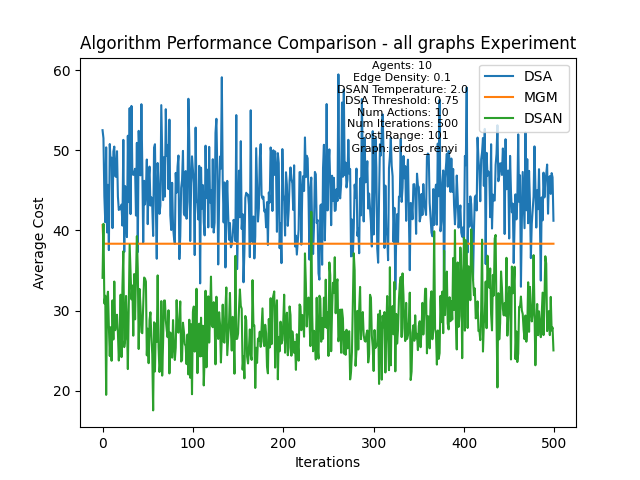 Algorithm Performance Comparison - all graphs Experiment
Agents: 10
Edge Density: 0.1
DSAN Temperature: 2.0
DSA Threshold: 0.75
Num Actions: 10
Num Iterations: 500
Cost Range: 101
Graph: erdos_rényi
DSA
MGM
DSAN
Average Cost
60
50
40
30
20
0 100 200 300 400 500
Iterations